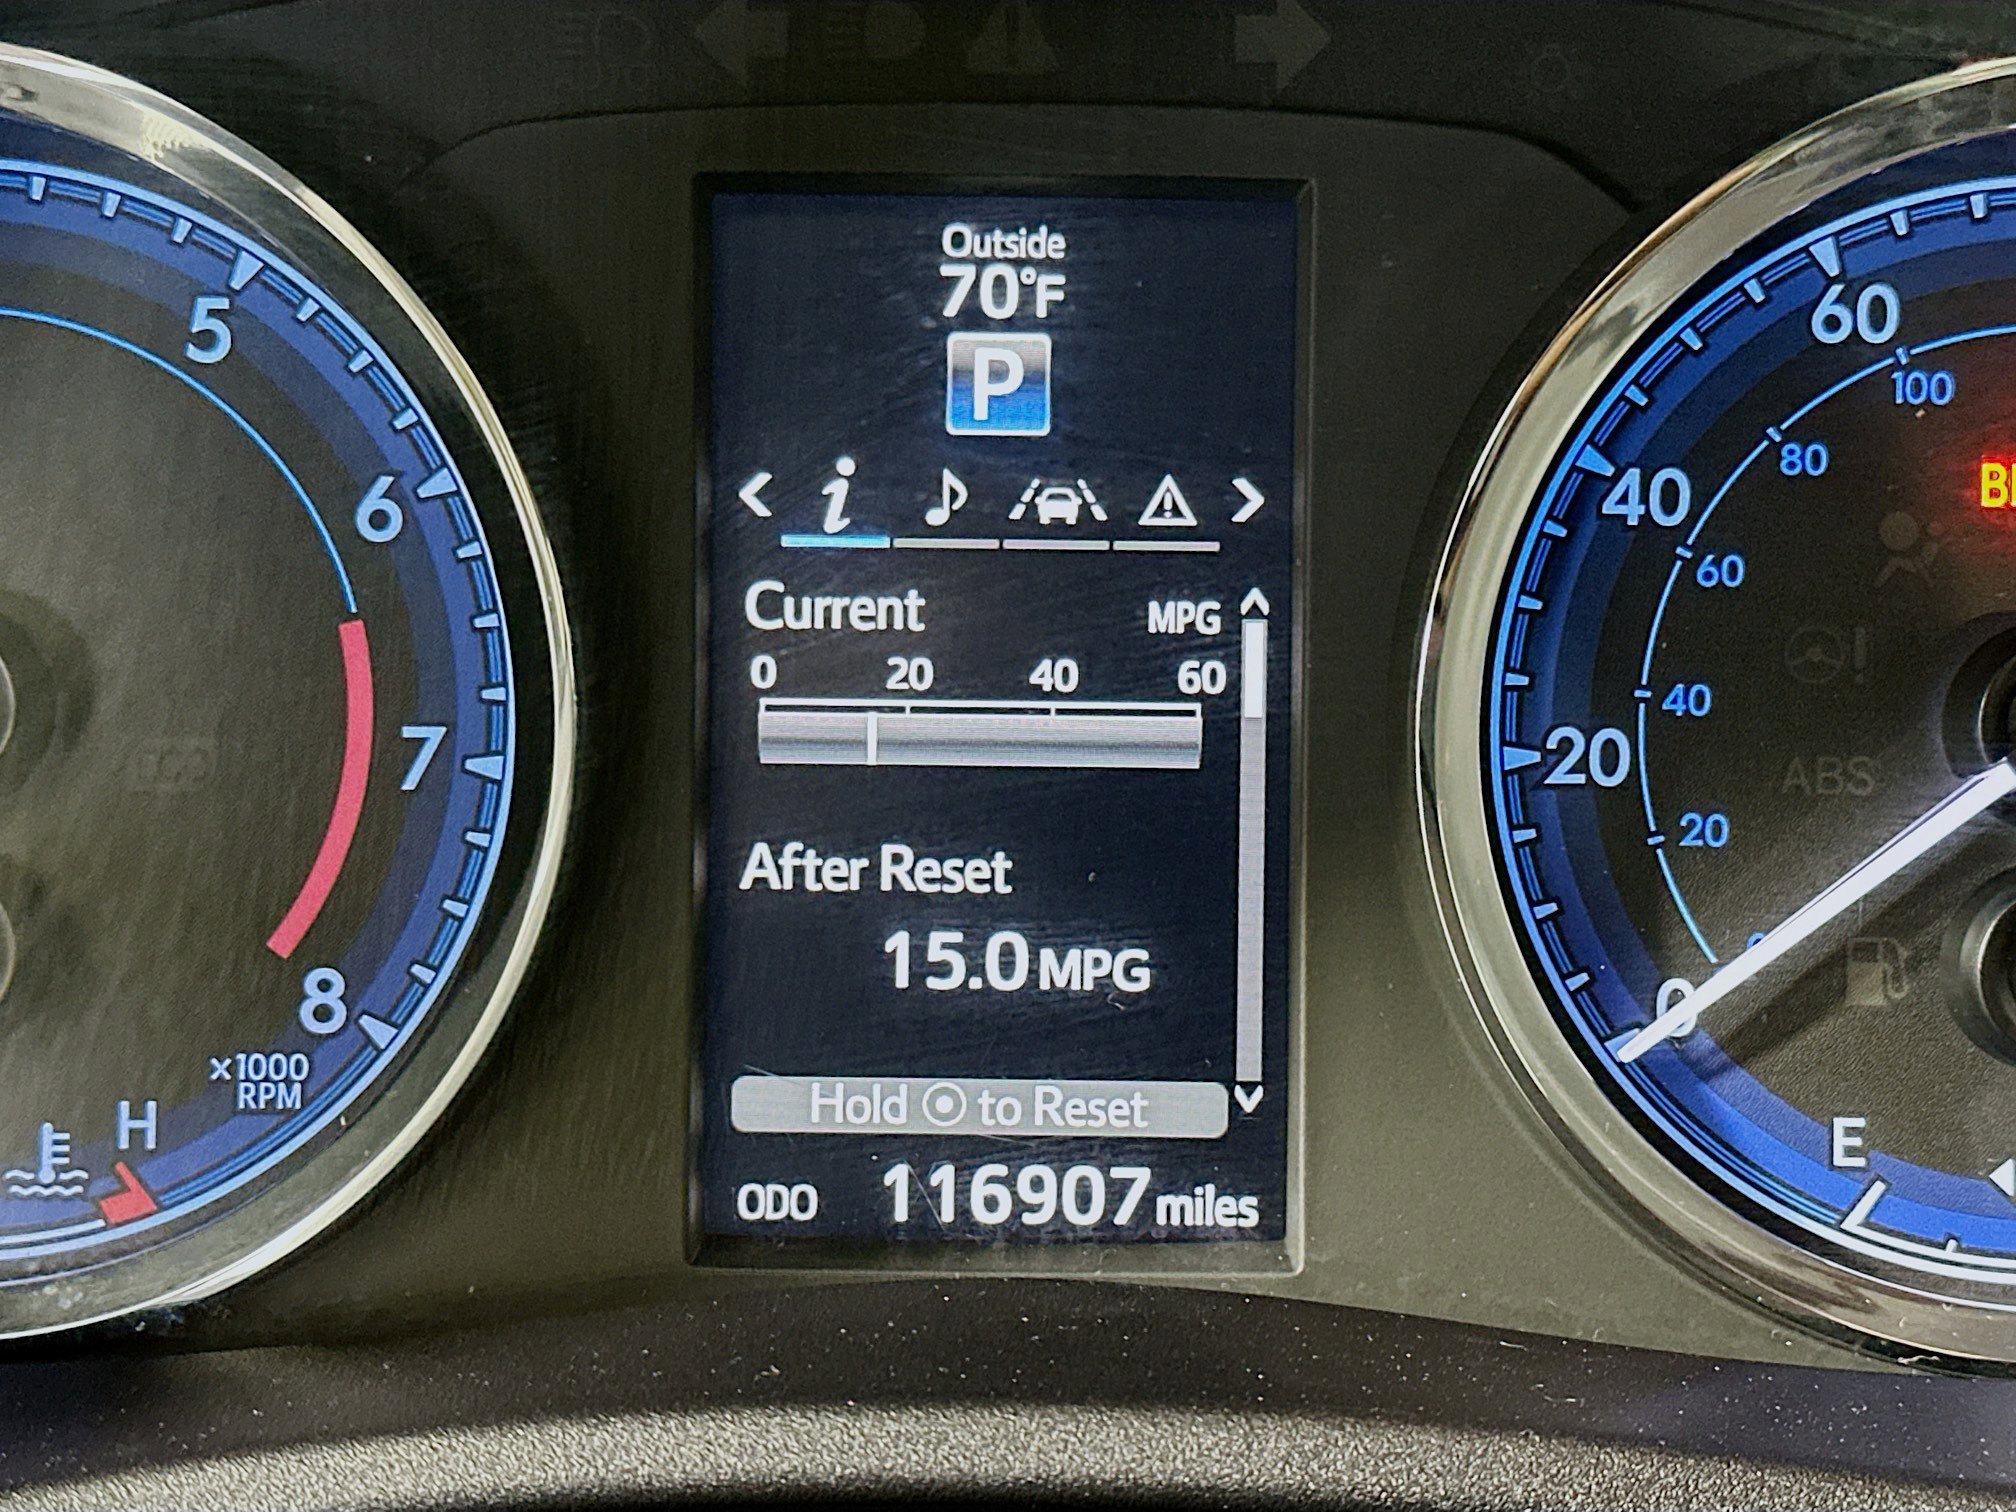 Outside
70°F
P
Current MPG
0 20 40 60
After Reset
15.0 MPG
Hold to Reset
ODO 116907 miles
5
6
7
8
x1000
RPM
H
60
40
20
0
100
80
60
40
20
ABS
E